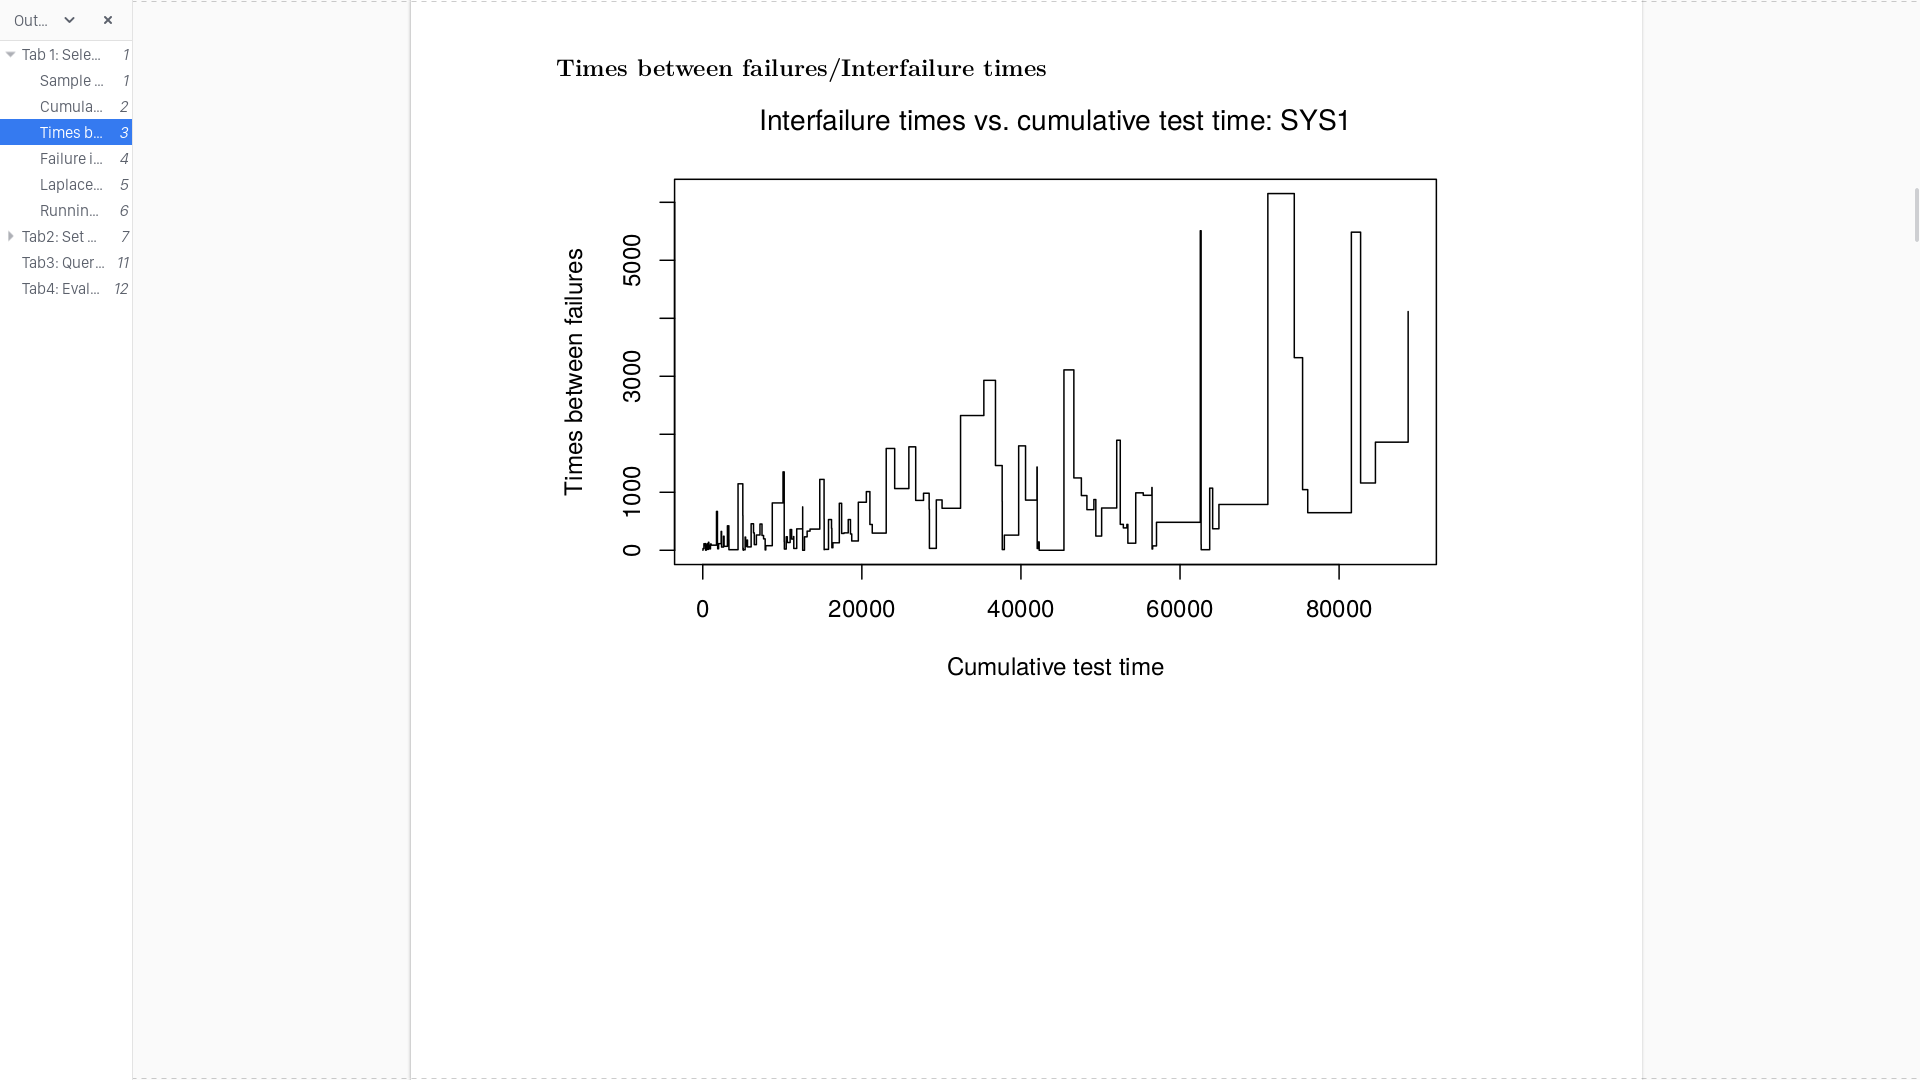 Out...
Tab 1: Sele... 1
Sample ... 1
Cumula... 2
Times b... 3
Failure i... 4
Laplace... 5
Runnin... 6
Tab2: Set ... 7
Tab3: Quer... 11
Tab4: Eval... 12
Times between failures/Interfailure times
Interfailure times vs. cumulative test time: SYS1
Times between failures
5000
3000
1000
0
0 20000 40000 60000 80000
Cumulative test time